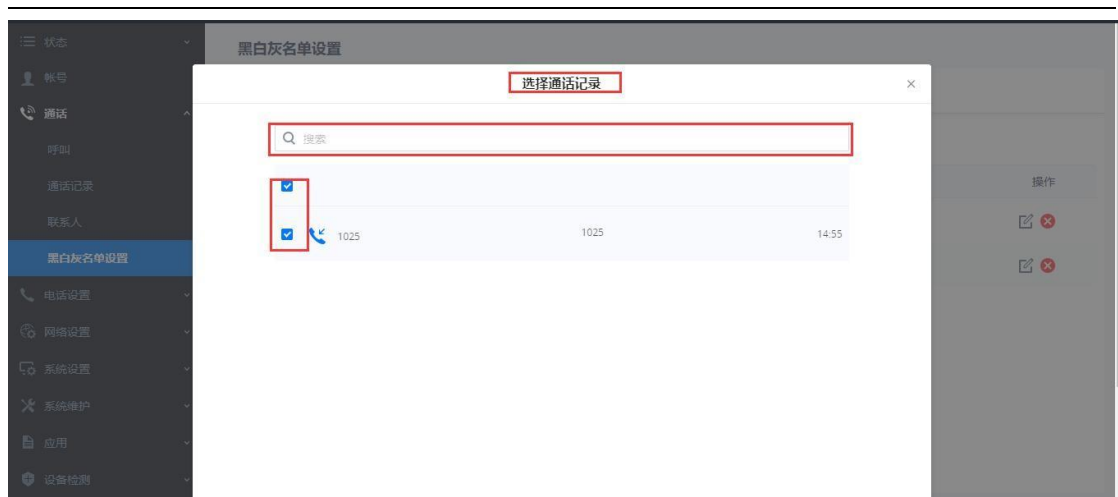 状态
帐号
通话
呼叫
通话记录
联系人
黑白灰名单设置
电话设置
网络设置
系统设置
系统维护
应用
设备检测
黑白灰名单设置
选择通话记录
搜索
1025 1025 14:55
操作